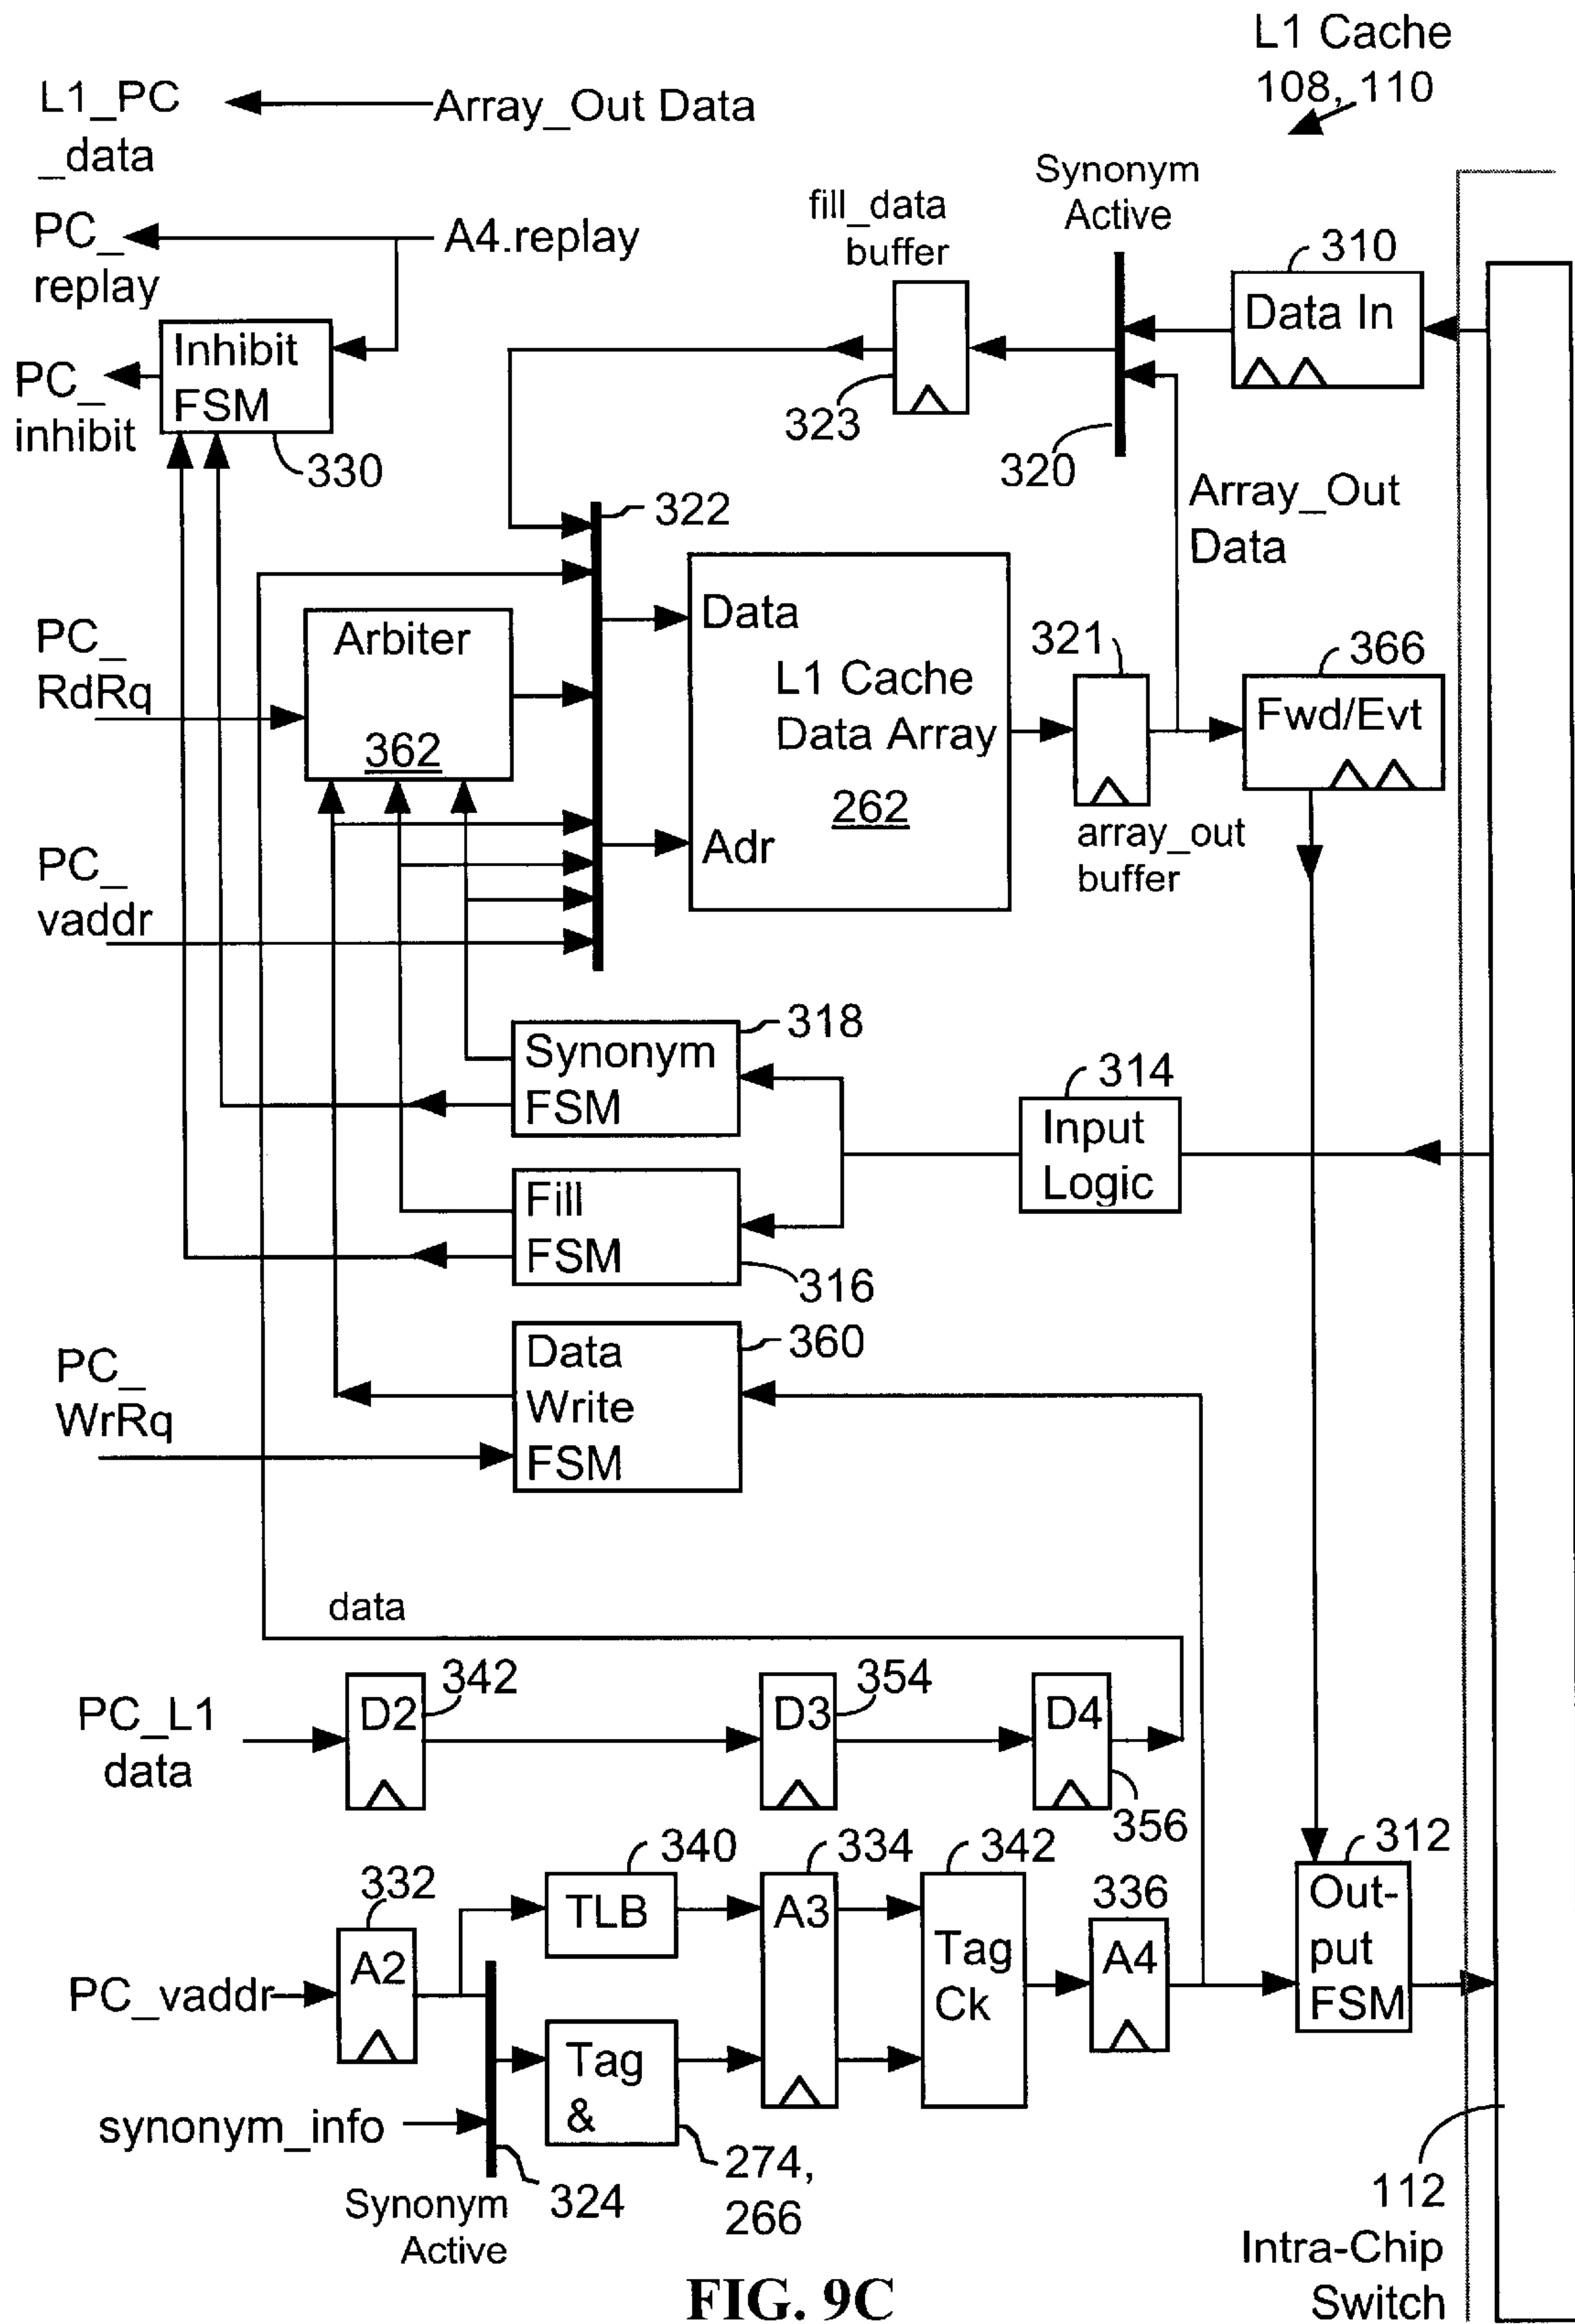 L1 Cache
108, 110
L1_PC
_data
Array_Out Data
Synonym
Active
fill_data
buffer
PC_
replay
A4.replay
310
Data In
Inhibit
FSM
PC_
inhibit
330
323
320
322
Array_Out
Data
PC_
RdRq
Arbiter
362
Data
L1 Cache
Data Array
262
Adr
321
366
Fwd/Evt
array_out
buffer
PC_
vaddr
318
Synonym
FSM
314
Input
Logic
Fill
FSM
316
360
Data
Write
FSM
PC_
WrRq
data
PC_L1
data
342
D2
354
D3
D4
356
340
334
342
312
332
336
TLB
A3
Tag
Ck
A4
Out-
put
FSM
PC_vaddr
A2
Tag
&
synonym_info
324
274,
266
Synonym
Active
112
Intra-Chip
Switch
FIG. 9C